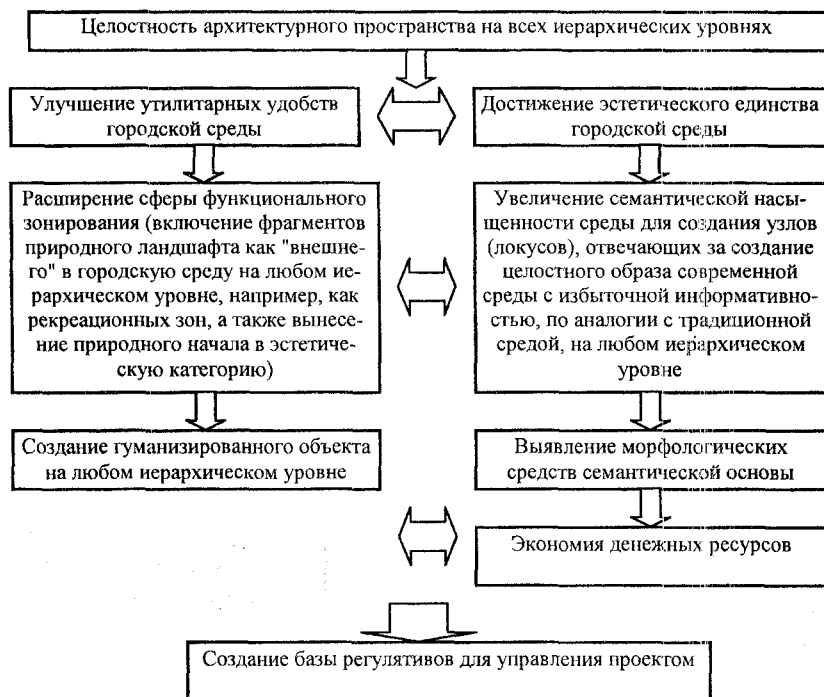 Целостность архитектурного пространства на всех иерархических уровнях
Улучшение утилитарных удобств
городской среды
Достижение эстетического единства
городской среды
Расширение сферы функционального
зонирования (включение фрагментов
природного ландшафта как "внешне-
го" в городскую среду на любом ие-
рархическом уровне, например, как
рекреационных зон, а также вынесе-
ние природного начала в эстетиче-
скую категорию)
Увеличение семантической насы-
щенности среды для создания узлов
(локусов), отвечающих за создание
целостного образа современной
среды с избыточной информативно-
стью, по аналогии с традиционной
средой, на любом иерархическом
уровне
Создание гуманизированного объекта
на любом иерархическом уровне
Выявление морфологических
средств семантической основы
Экономия денежных ресурсов
Создание базы регулятивов для управления проектом